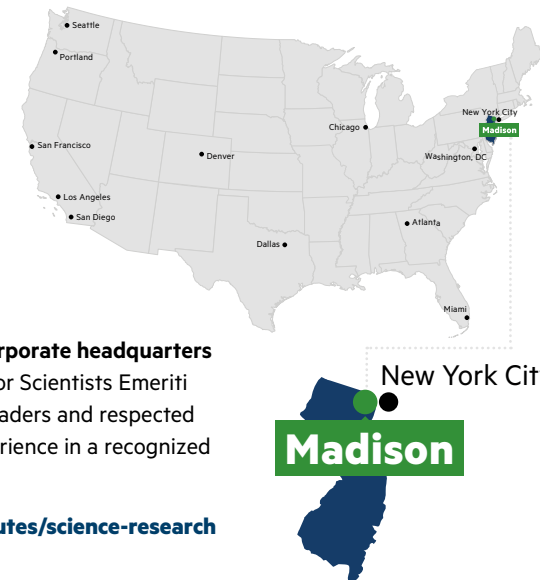 Seattle
Portland
New York City
Madison
Chicago
San Francisco
Denver
Washington, DC
Los Angeles
San Diego
Atlanta
Dallas
Miami
rporate headquarters
or Scientists Emeriti
New York Cit
aders and respected
rience in a recognized
Madison
utes/science-research